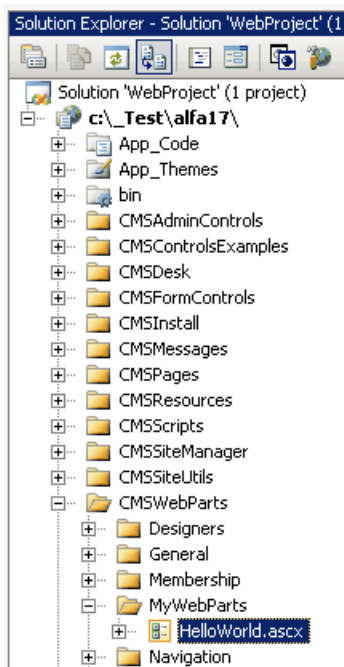 Solution Explorer - Solution 'WebProject' (1
Solution 'WebProject' (1 project)
c:\_Test\alfa17\
App_Code
App_Themes
bin
CMSAdminControls
CMSControlsExamples
CMSDesk
CMSFormControls
CMSInstall
CMSMessages
CMSPages
CMSResources
CMSScripts
CMSSiteManager
CMSSiteUtils
CMSWebParts
Designers
General
Membership
MyWebParts
HelloWorld.ascx
Navigation